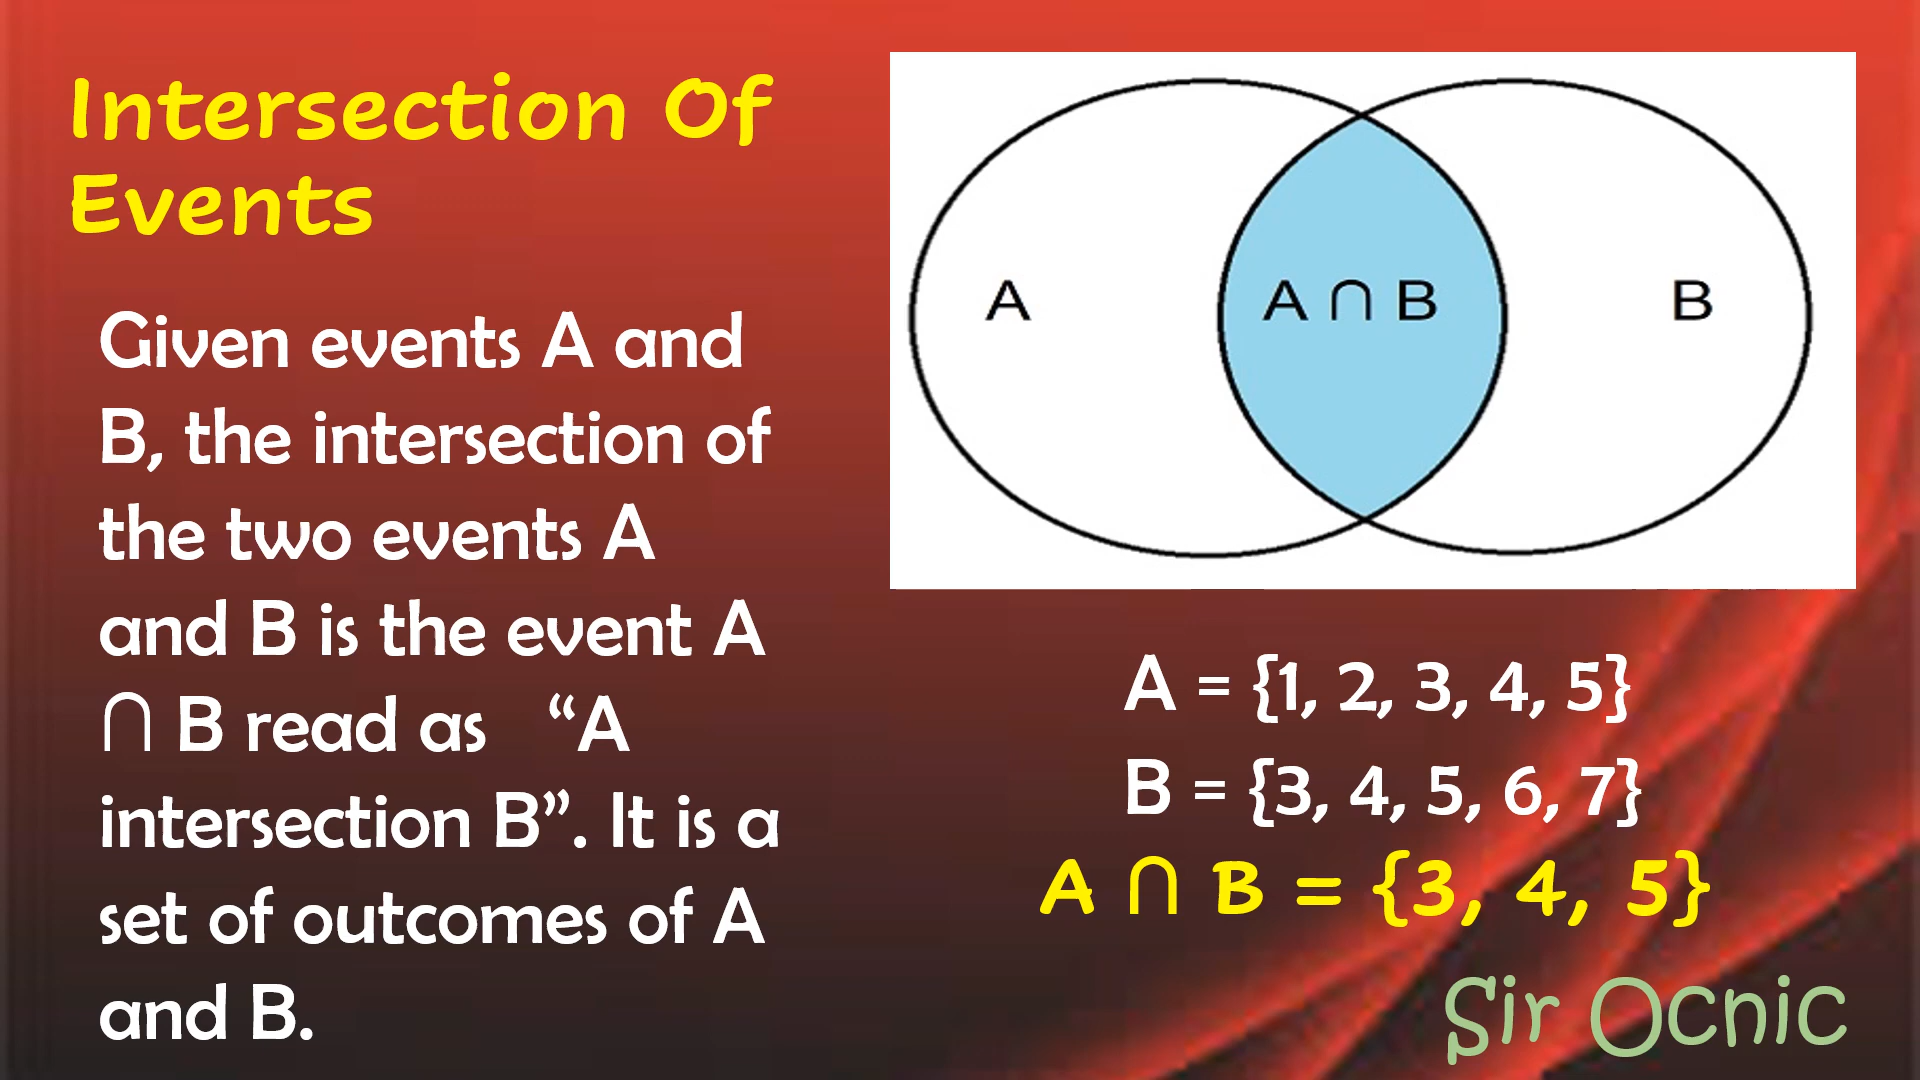 Intersection Of
Events
Given events A and
B, the intersection of
the two events A
and B is the event A
∩ B read as “A
intersection B”. It is a
set of outcomes of A
and B.
A
A ∩ B
B
A = {1, 2, 3, 4, 5}
B = {3, 4, 5, 6, 7}
A ∩ B = {3, 4, 5}
Sir Ocnic